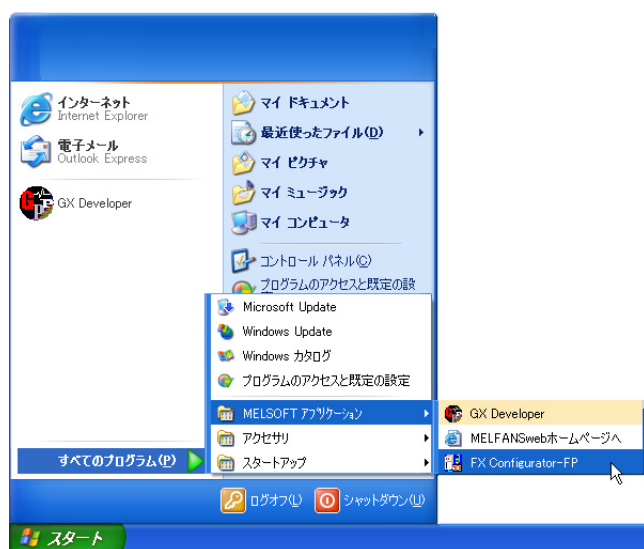 インターネット
Internet Explorer
電子メール
Outlook Express
GX Developer
すべてのプログラム(P)
マイ ドキュメント
最近使ったファイル(D)
マイ ピクチャ
マイ ミュージック
マイ コンピュータ
コントロール パネル(C)
プログラムのアクセスと既定の設
Microsoft Update
Windows Update
Windows カタログ
プログラムのアクセスと既定の設定
MELSOFT アプリケーション
アクセサリ
スタートアップ
GX Developer
MELFANSwebホームページへ
FX Configurator-FP
ログオフ(L)
シャットダウン(U)
スタート